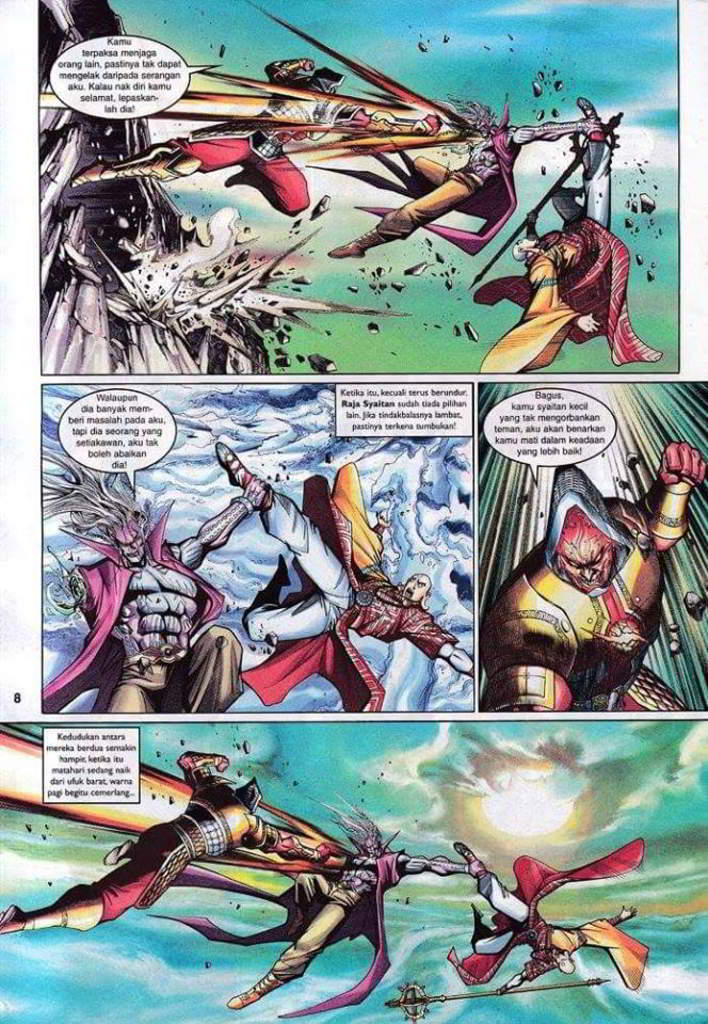 Kamu
terpaksa menjaga
orang lain, pastinya tak dapat
mengelak daripada serangan
aku. Kalau nak diri kamu
selamat, lepaskan-
lah dia!
Walaupun
dia banyak mem-
beri masalah pada aku,
tapi dia seorang yang
setiakawan, aku tak
boleh abaikan
dia!
Ketika itu, kecuali terus berundur,
Raja Syaitan sudah tiada pilihan
lain. Jika tindakbalasnya lambat,
pastinya terkena tumbukan!
Bagus,
kamu syaitan kecil
yang tak mengorbankan
teman, aku akan benarkan
kamu mati dalam keadaan
yang lebih baik!
8
Kedudukan antara
mereka berdua semakin
hampir, ketika itu
matahari sedang naik
dari ufuk barat, warna
pagi begitu cemerlang...